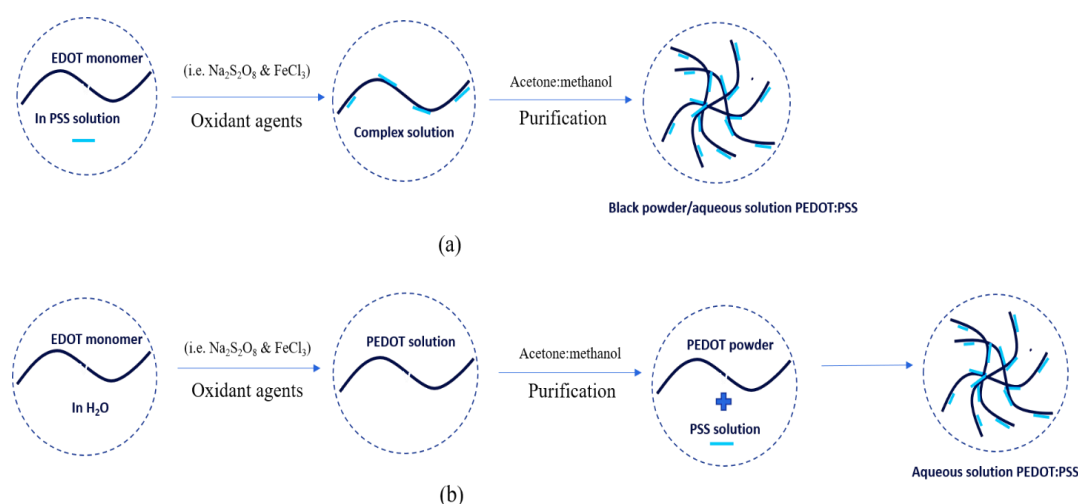 EDOT monomer
In PSS solution
(i.e. Na₂S₂O₈ & FeCl₃)
Oxidant agents
Complex solution
Acetone:methanol
Purification
Black powder/aqueous solution PEDOT:PSS
(a)
EDOT monomer
In H₂O
(i.e. Na₂S₂O₈ & FeCl₃)
Oxidant agents
PEDOT solution
Acetone:methanol
Purification
PEDOT powder
PSS solution
Aqueous solution PEDOT:PSS
(b)